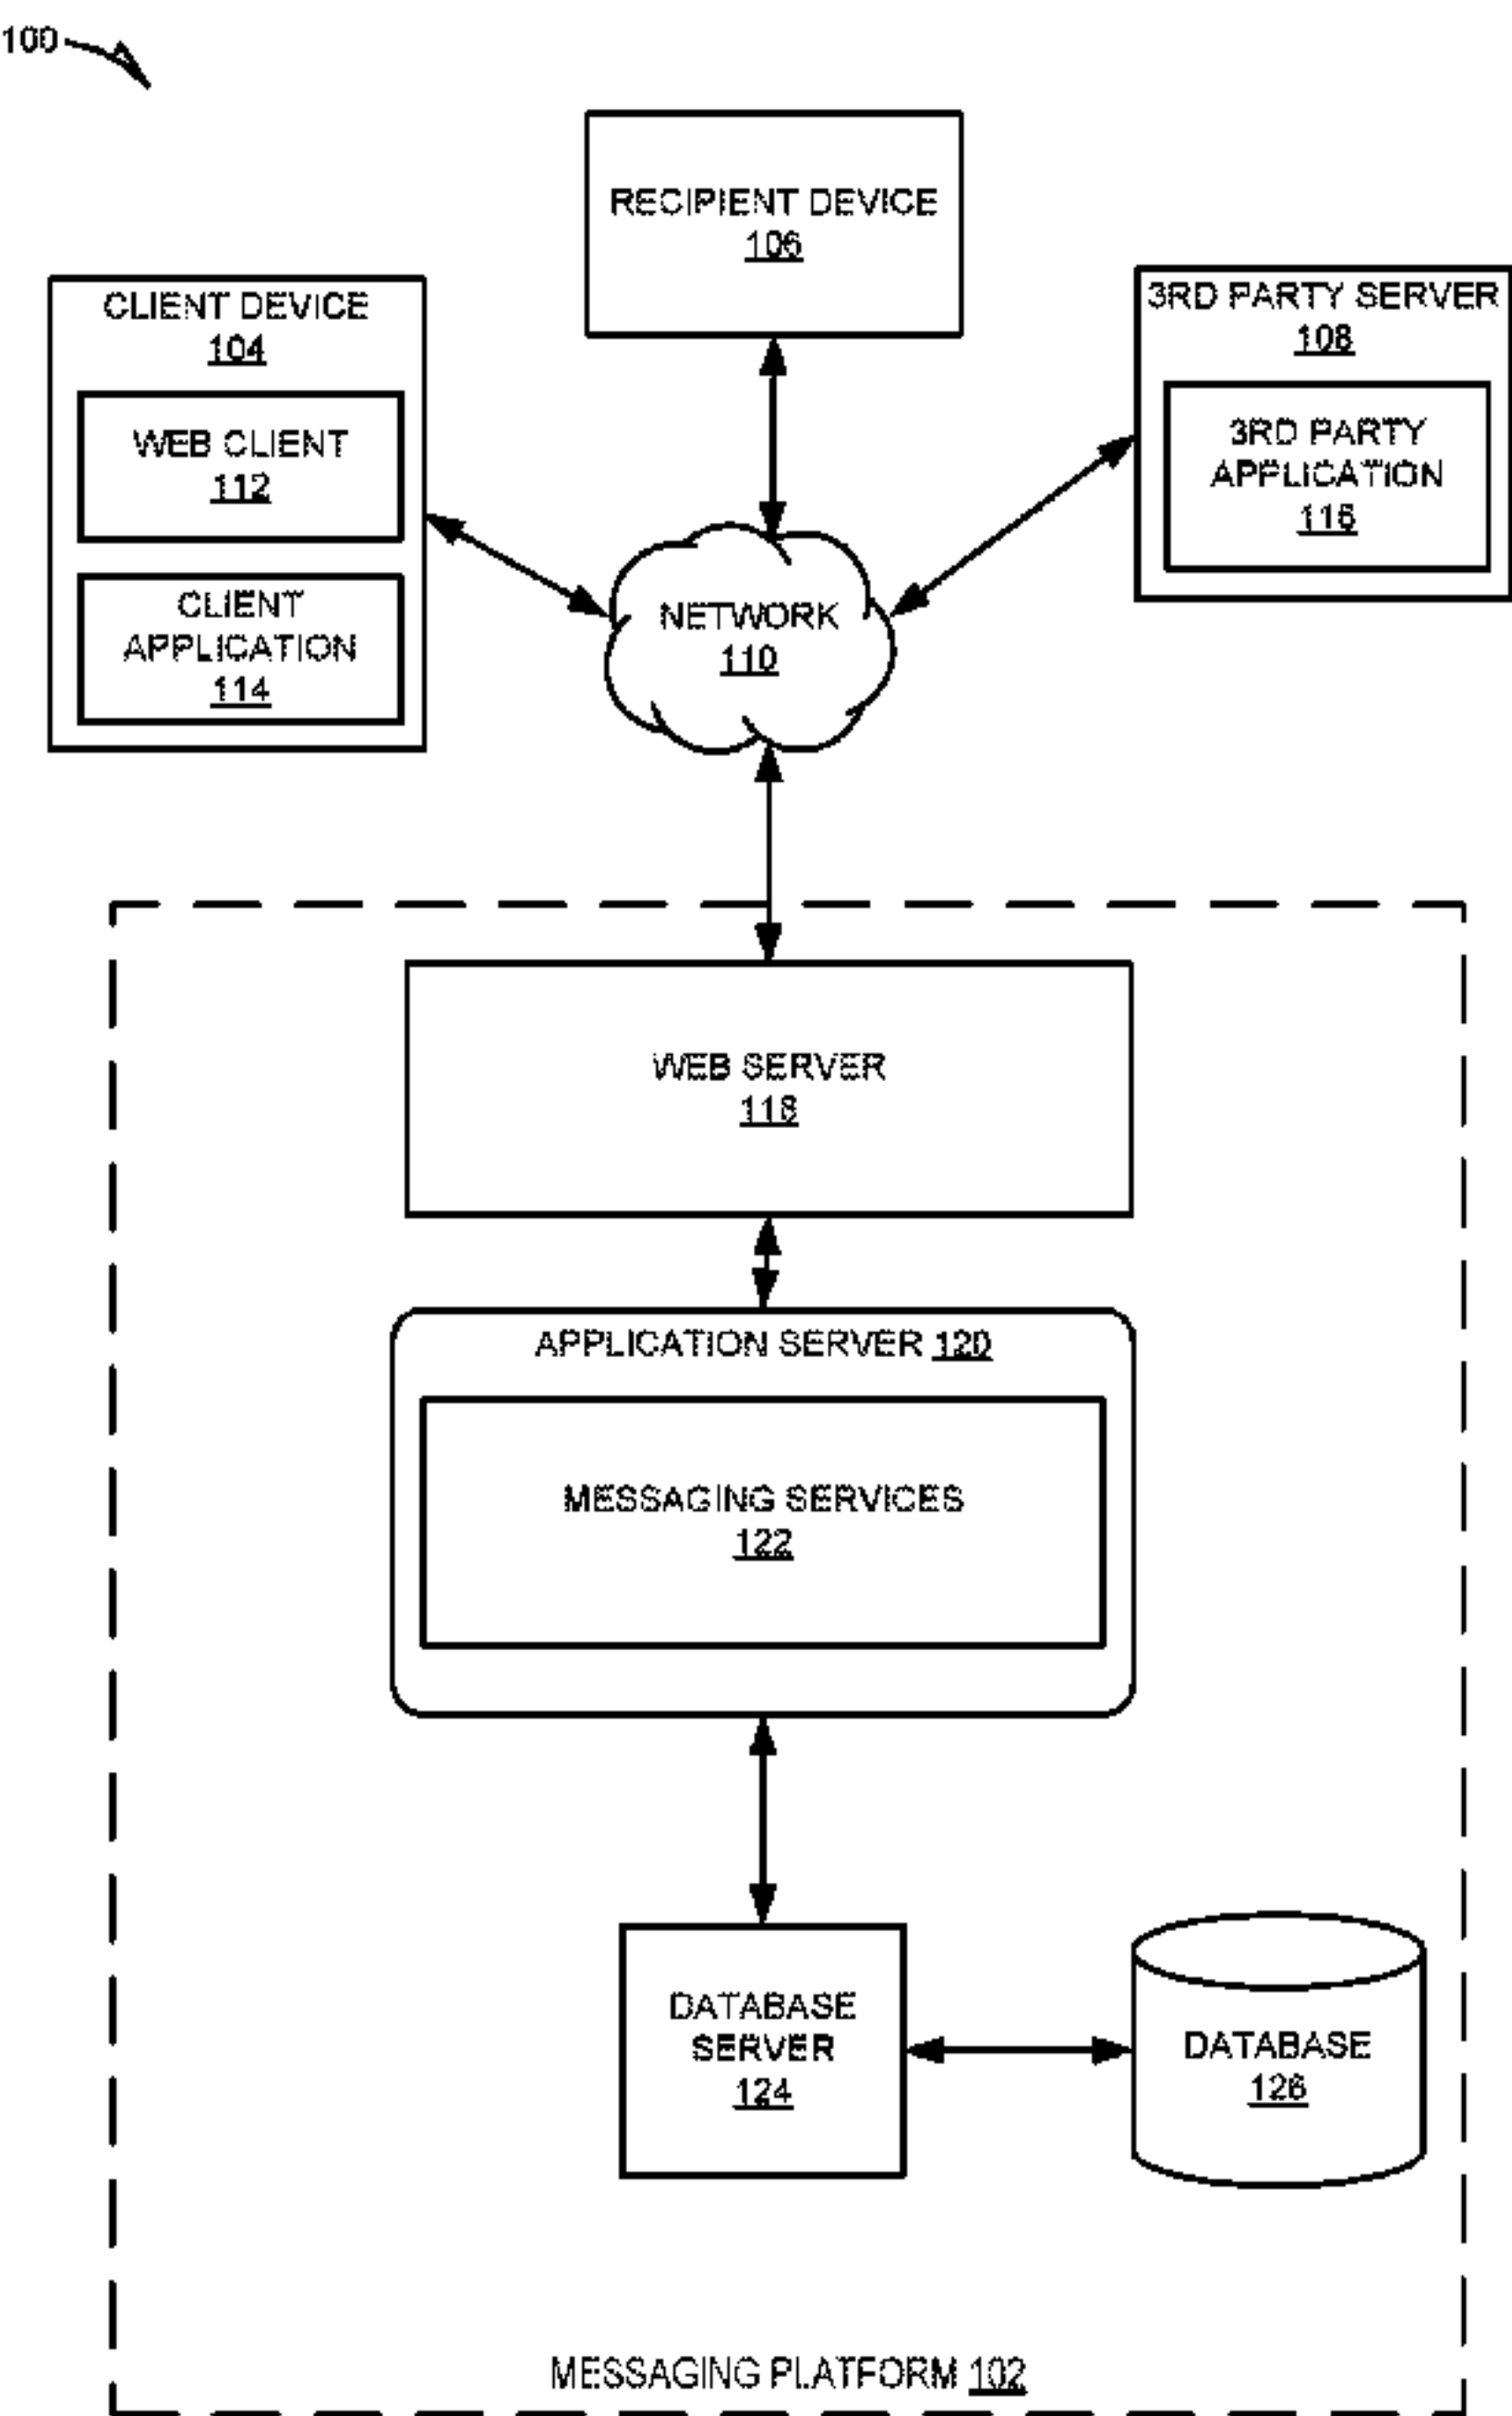 100
RECIPIENT DEVICE
106
CLIENT DEVICE
104
WEB CLIENT
112
CLIENT
APPLICATION
114
3RD PARTY SERVER
108
3RD PARTY
APPLICATION
116
NETWORK
110
WEB SERVER
118
APPLICATION SERVER 120
MESSAGING SERVICES
122
DATABASE
SERVER
124
DATABASE
126
MESSAGING PLATFORM 102